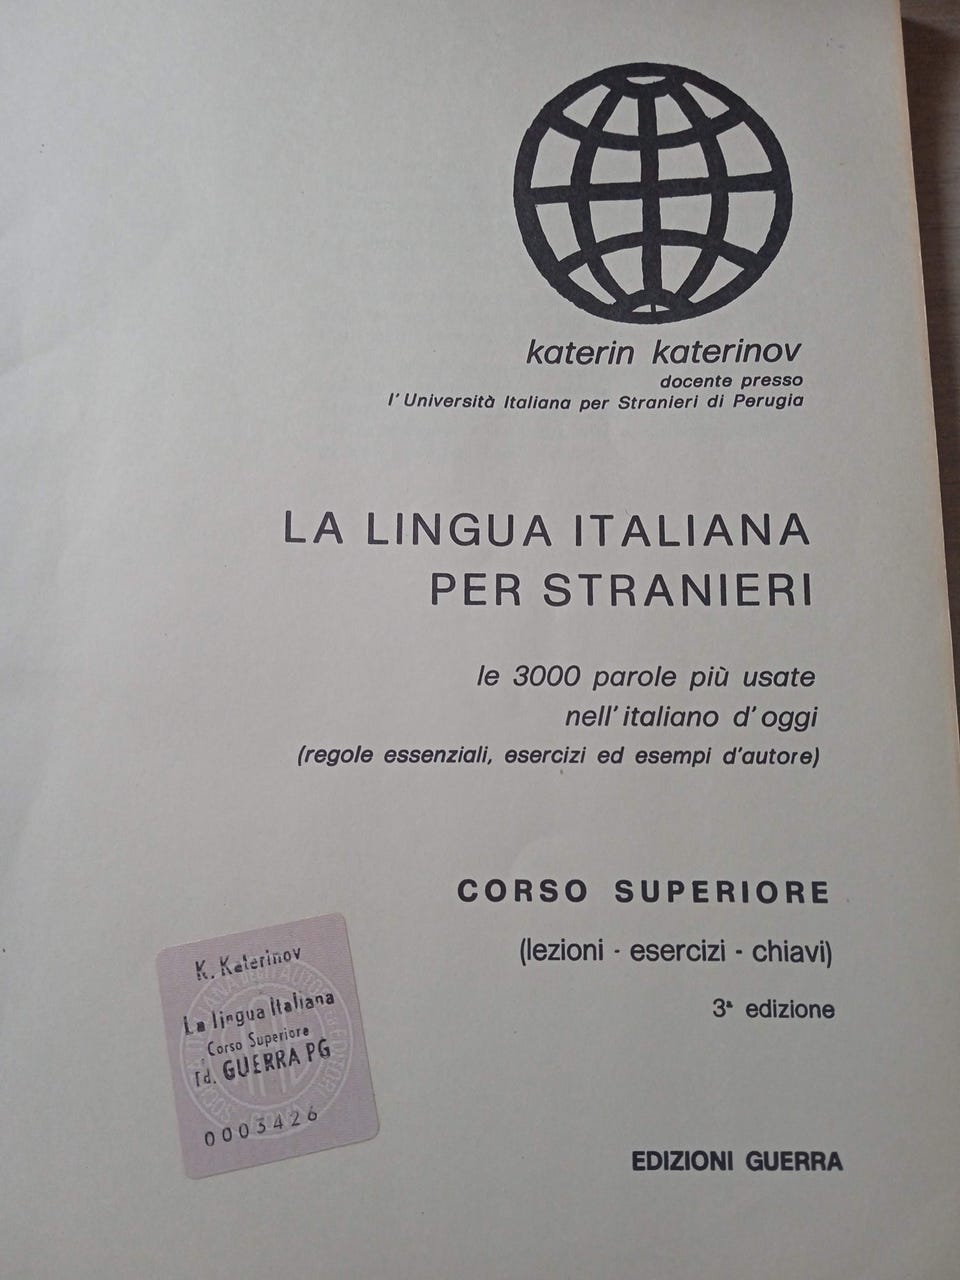 katerin katerinov
docente presso
l'Università Italiana per Stranieri di Perugia
LA LINGUA ITALIANA
PER STRANIERI
le 3000 parole più usate
nell'italiano d'oggi
(regole essenziali, esercizi ed esempi d'autore)
CORSO SUPERIORE
(lezioni - esercizi - chiavi)
3ª edizione
K. Katerinov
La lingua Italiana
Corso Superiore
Ed. GUERRA PG
0003426
EDIZIONI GUERRA